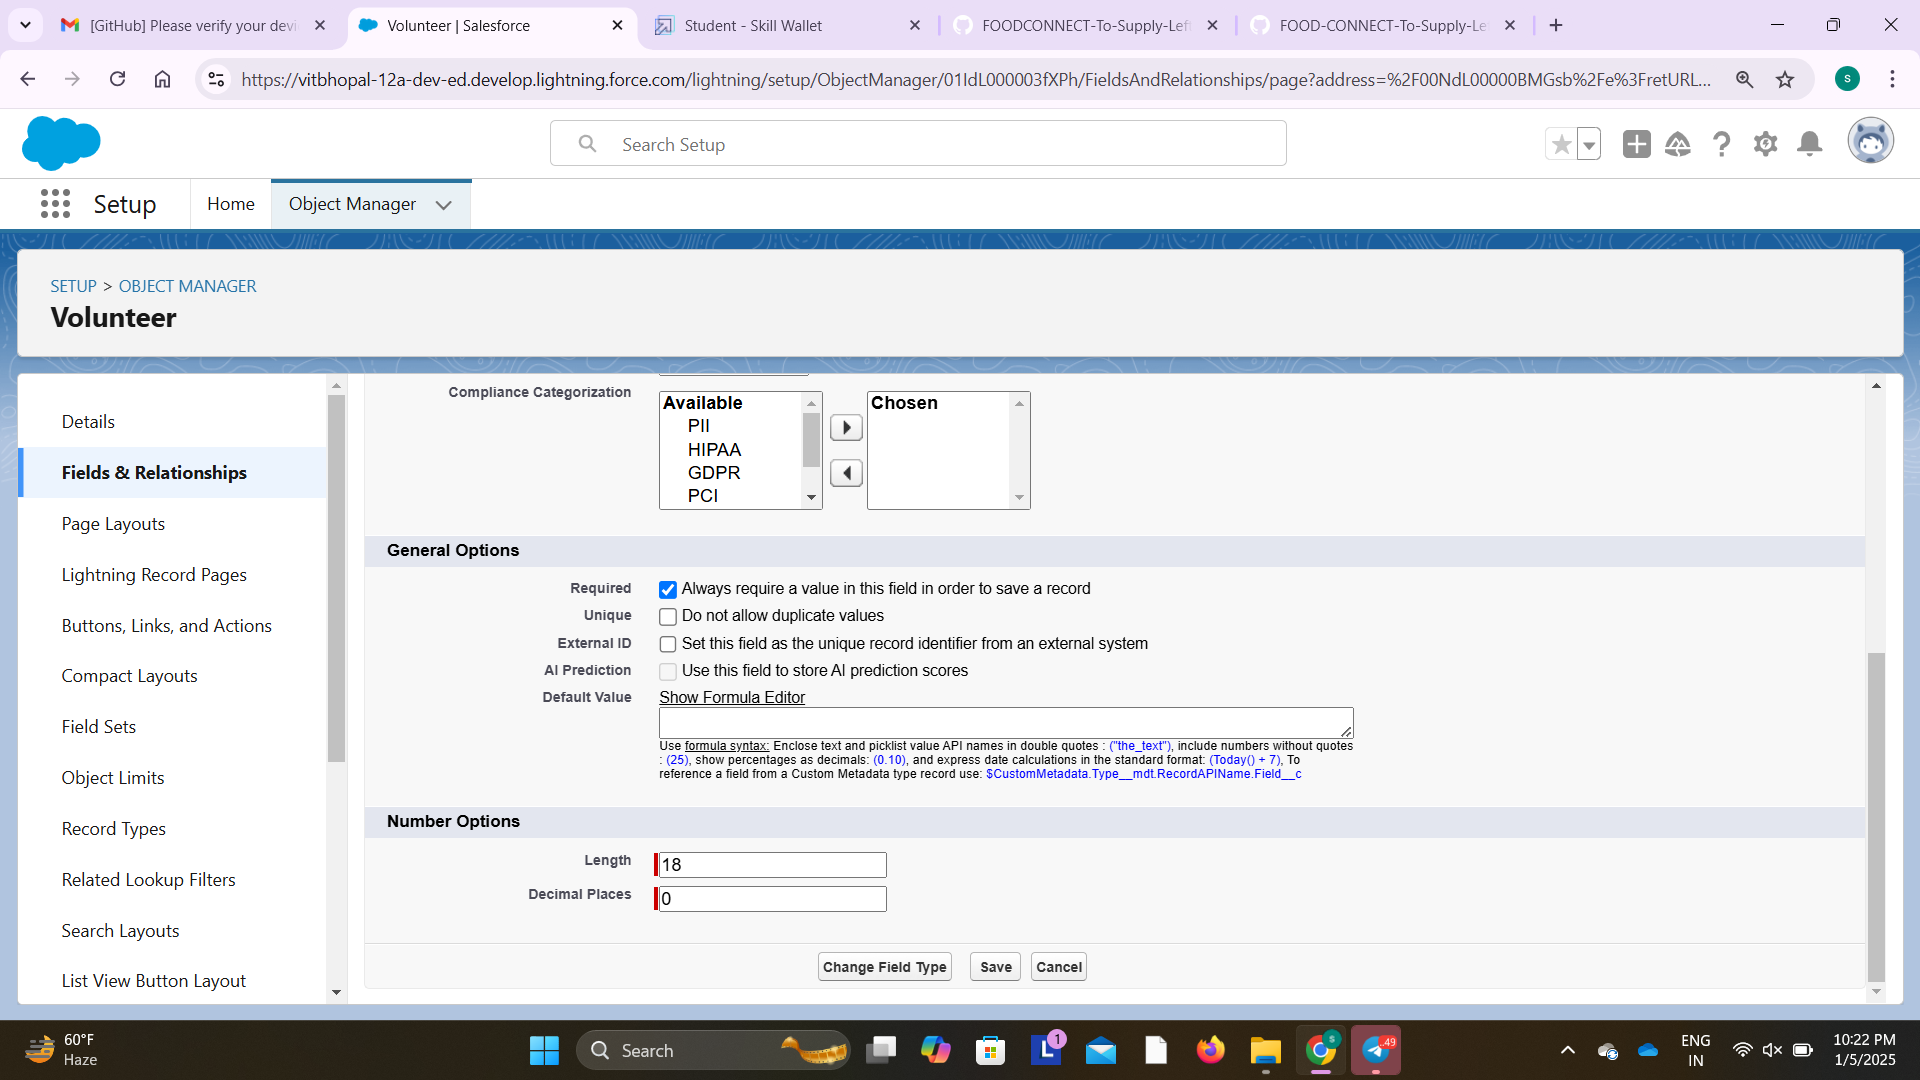 [GitHub] Please verify your devi
Volunteer | Salesforce
Student - Skill Wallet
FOODCONNECT-To-Supply-Left
FOOD-CONNECT-To-Supply-Le
https://vitbhopal-12a-dev-ed.develop.lightning.force.com/lightning/setup/ObjectManager/01IdL000003fXPh/FieldsAndRelationships/page?address=%2F00NdL00000BMGsb%2Fe%3FretURL...
S
Search Setup
Setup
Home
Object Manager
SETUP > OBJECT MANAGER
Volunteer
Details
Fields & Relationships
Page Layouts
Lightning Record Pages
Buttons, Links, and Actions
Compact Layouts
Field Sets
Object Limits
Record Types
Related Lookup Filters
Search Layouts
List View Button Layout
Compliance Categorization
Available
PII
HIPAA
GDPR
PCI
Chosen
General Options
Required
Always require a value in this field in order to save a record
Unique
Do not allow duplicate values
External ID
Set this field as the unique record identifier from an external system
AI Prediction
Use this field to store AI prediction scores
Default Value
Show Formula Editor
Use formula syntax: Enclose text and picklist value API names in double quotes : ("the_text"), include numbers without quotes
: (25), show percentages as decimals: (0.10), and express date calculations in the standard format: (Today() + 7), To
reference a field from a Custom Metadata type record use: $CustomMetadata.Type__mdt.RecordAPIName.Field__c
Number Options
Length
18
Decimal Places
0
Change Field Type
Save
Cancel
60°F
Haze
Search
L
1
S
.49
ENG
IN
10:22 PM
1/5/2025